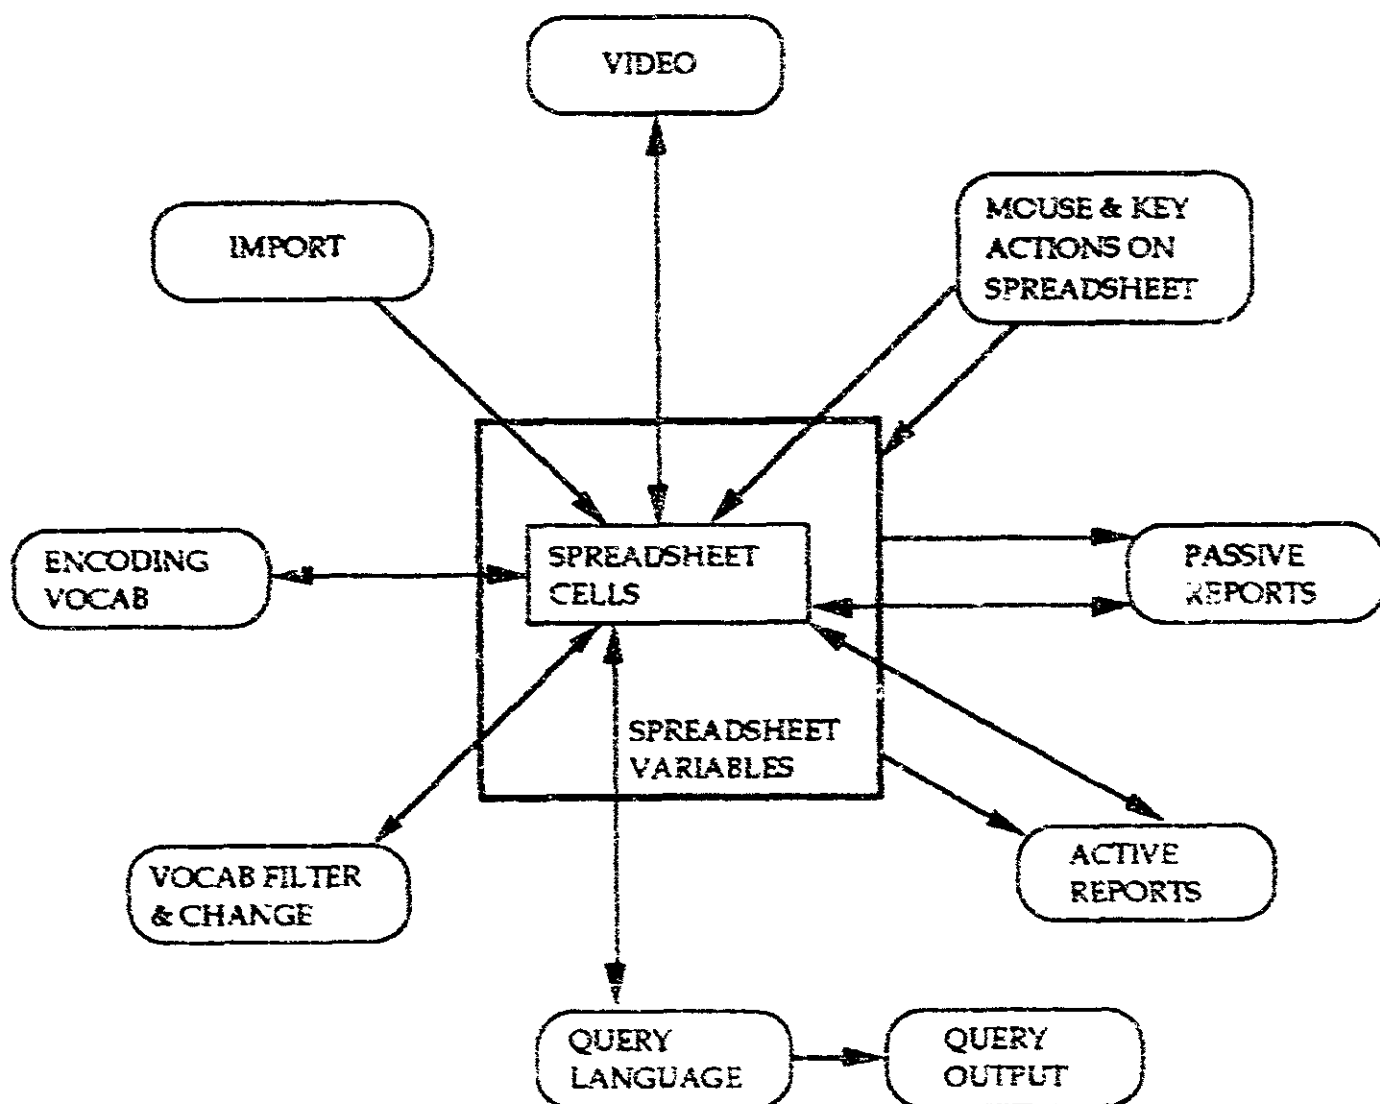 VIDEO
IMPORT
MOUSE & KEY
ACTIONS ON
SPREADSHEET
ENCODING
VOCAB
SPREADSHEET
CELLS
PASSIVE
REPORTS
SPREADSHEET
VARIABLES
VOCAB FILTER
& CHANGE
ACTIVE
REPORTS
QUERY
LANGUAGE
QUERY
OUTPUT